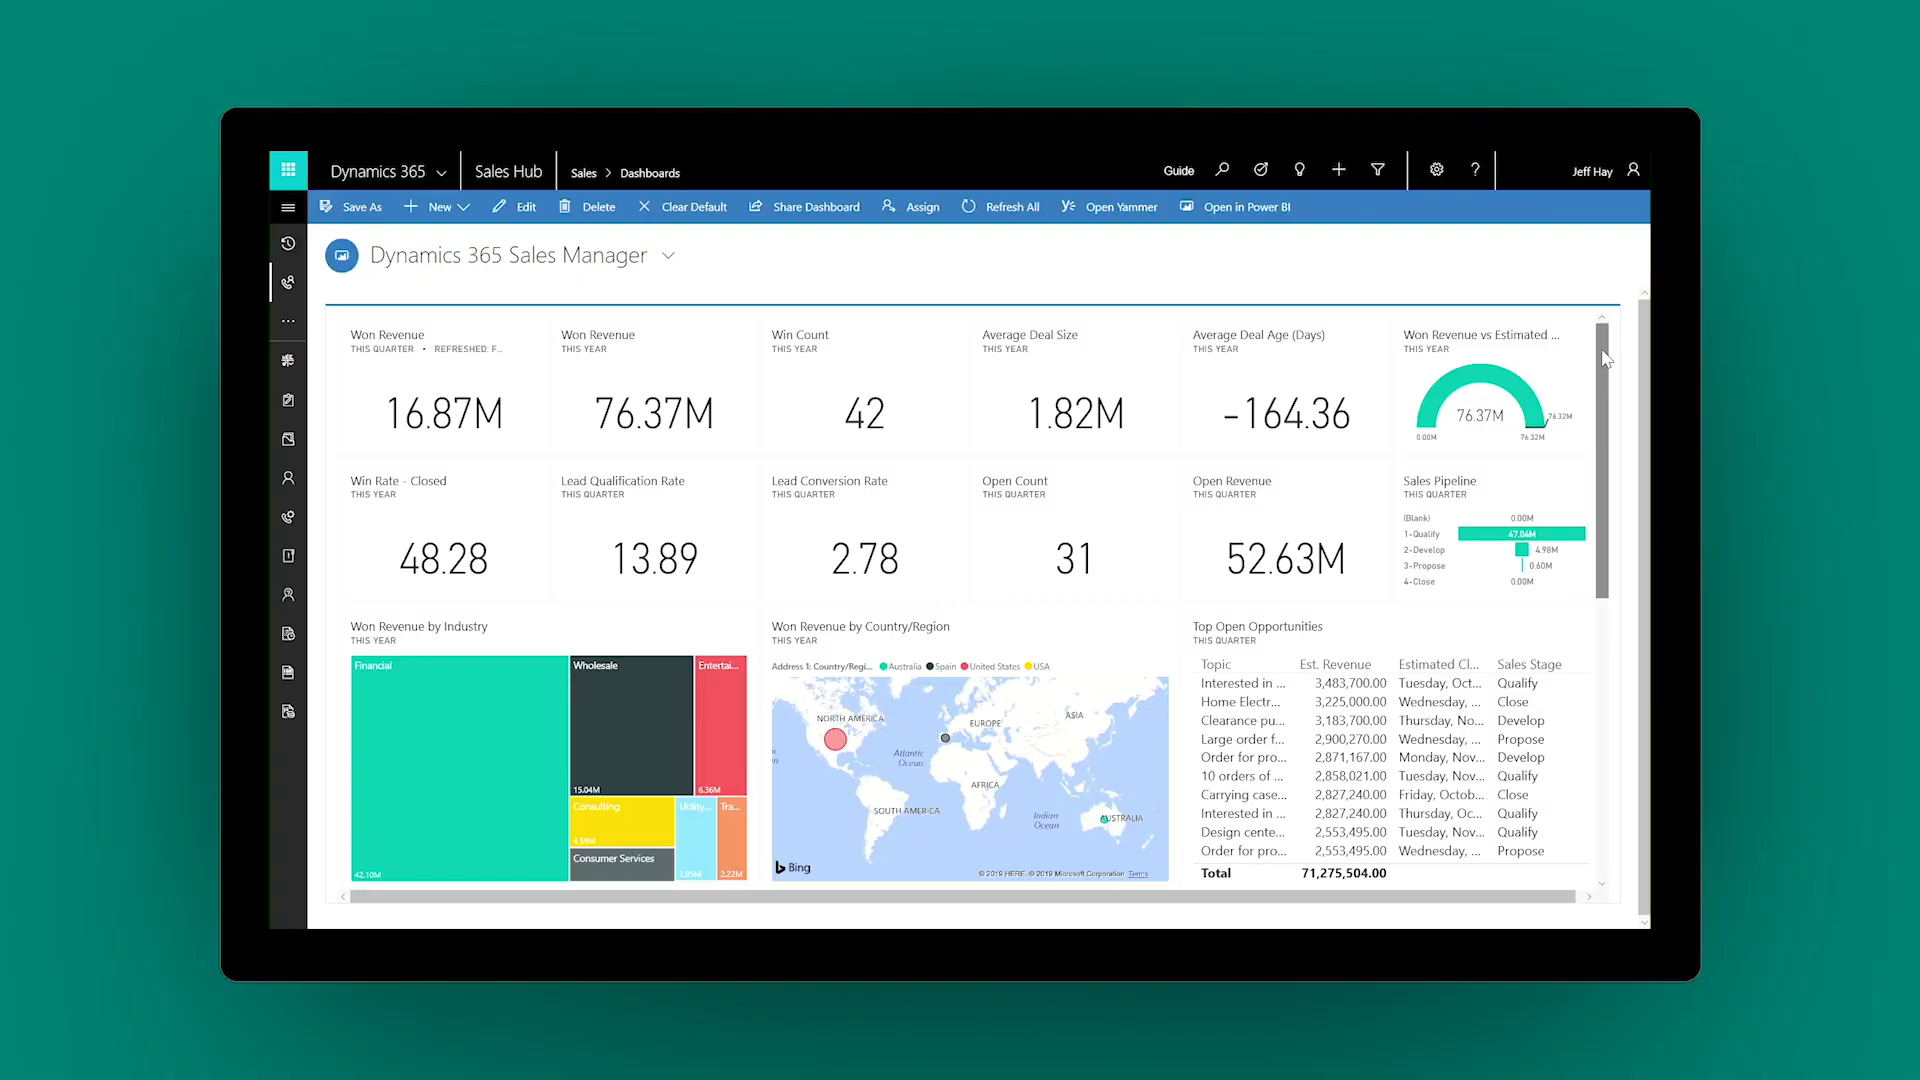 Dynamics 365 Sales Hub Sales > Dashboards Guide ? Jeff Hay
Save As New Edit Delete Clear Default Share Dashboard Assign Refresh All Open Yammer Open in Power BI
Dynamics 365 Sales Manager
Won Revenue
THIS QUARTER • REFRESHED: F...
16.87M
Won Revenue
THIS YEAR
76.37M
Win Count
THIS YEAR
42
Average Deal Size
THIS YEAR
1.82M
Average Deal Age (Days)
THIS YEAR
-164.36
Won Revenue vs Estimated ...
THIS YEAR
76.37M
76.32M
0.00M 76.32M
Win Rate - Closed
THIS YEAR
48.28
Lead Qualification Rate
THIS QUARTER
13.89
Lead Conversion Rate
THIS QUARTER
2.78
Open Count
THIS QUARTER
31
Open Revenue
THIS QUARTER
52.63M
Sales Pipeline
THIS QUARTER
(Blank) 0.00M
1-Qualify 47.04M
2-Develop 4.98M
3-Propose 0.60M
4-Close 0.00M
Won Revenue by Industry
THIS YEAR
Financial
42.10M
Wholesale
15.04M
Entertai...
6.36M
Consulting
4.59M
Consumer Services
Utility...
Tra...
2.22M
Won Revenue by Country/Region
THIS YEAR
Address 1: Country/Regi... Australia Spain United States USA
NORTH AMERICA
EUROPE
ASIA
Atlantic
Ocean
AFRICA
SOUTH AMERICA
Indian
Ocean
AUSTRALIA
Bing
© 2019 HERE, © 2019 Microsoft Corporation Terms
Top Open Opportunities
THIS QUARTER
Topic Est. Revenue Estimated Cl... Sales Stage
Interested in ... 3,483,700.00 Tuesday, Oct... Qualify
Home Electr... 3,225,000.00 Wednesday, ... Close
Clearance pu... 3,183,700.00 Thursday, No... Develop
Large order f... 2,900,270.00 Wednesday, ... Propose
Order for pro... 2,871,167.00 Monday, Nov... Develop
10 orders of ... 2,858,021.00 Tuesday, Nov... Qualify
Carrying case... 2,827,240.00 Friday, Octob... Close
Interested in ... 2,827,240.00 Thursday, Oc... Qualify
Design cente... 2,553,495.00 Tuesday, Nov... Qualify
Order for pro... 2,553,495.00 Wednesday, ... Propose
Total 71,275,504.00